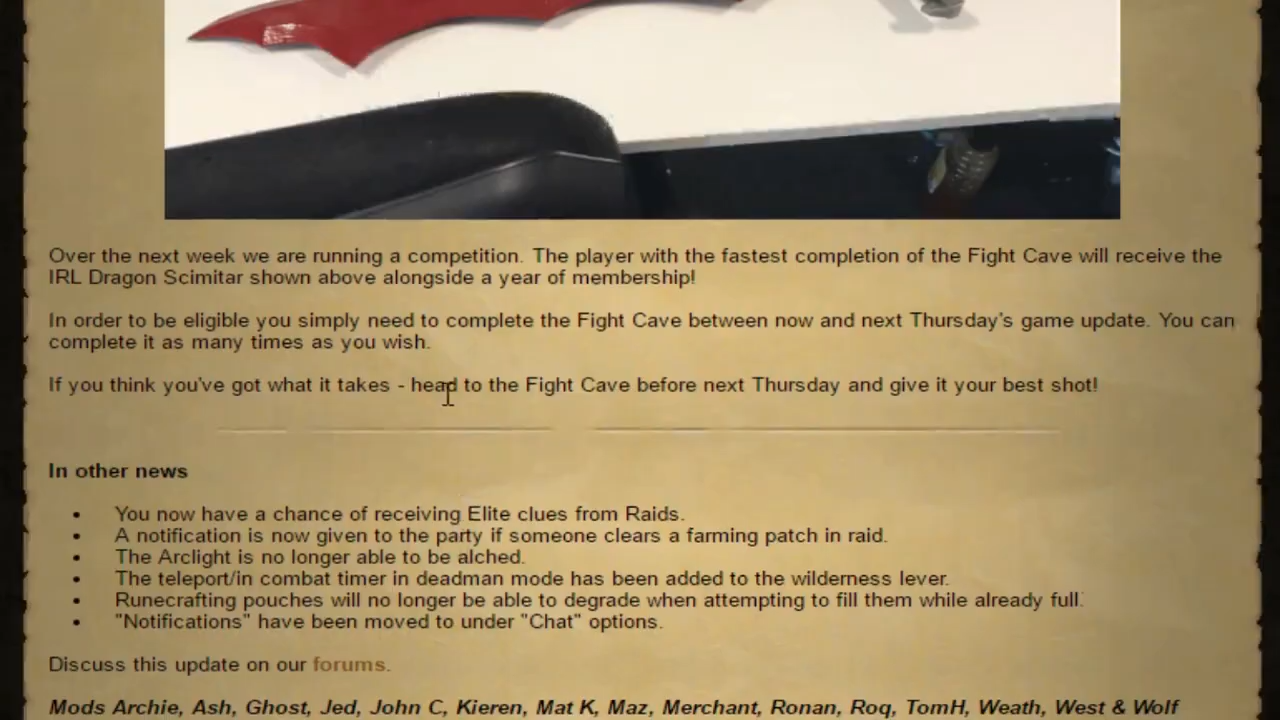 Over the next week we are running a competition. The player with the fastest completion of the Fight Cave will receive the
IRL Dragon Scimitar shown above alongside a year of membership!
In order to be eligible you simply need to complete the Fight Cave between now and next Thursday's game update. You can
complete it as many times as you wish.
If you think you've got what it takes - head to the Fight Cave before next Thursday and give it your best shot!
In other news
• You now have a chance of receiving Elite clues from Raids.
• A notification is now given to the party if someone clears a farming patch in raid.
• The Arclight is no longer able to be alched.
• The teleport/in combat timer in deadman mode has been added to the wilderness lever.
• Runecrafting pouches will no longer be able to degrade when attempting to fill them while already full.
• "Notifications" have been moved to under "Chat" options.
Discuss this update on our forums.
Mods Archie, Ash, Ghost, Jed, John C, Kieren, Mat K, Maz, Merchant, Ronan, Roq, TomH, Weath, West & Wolf